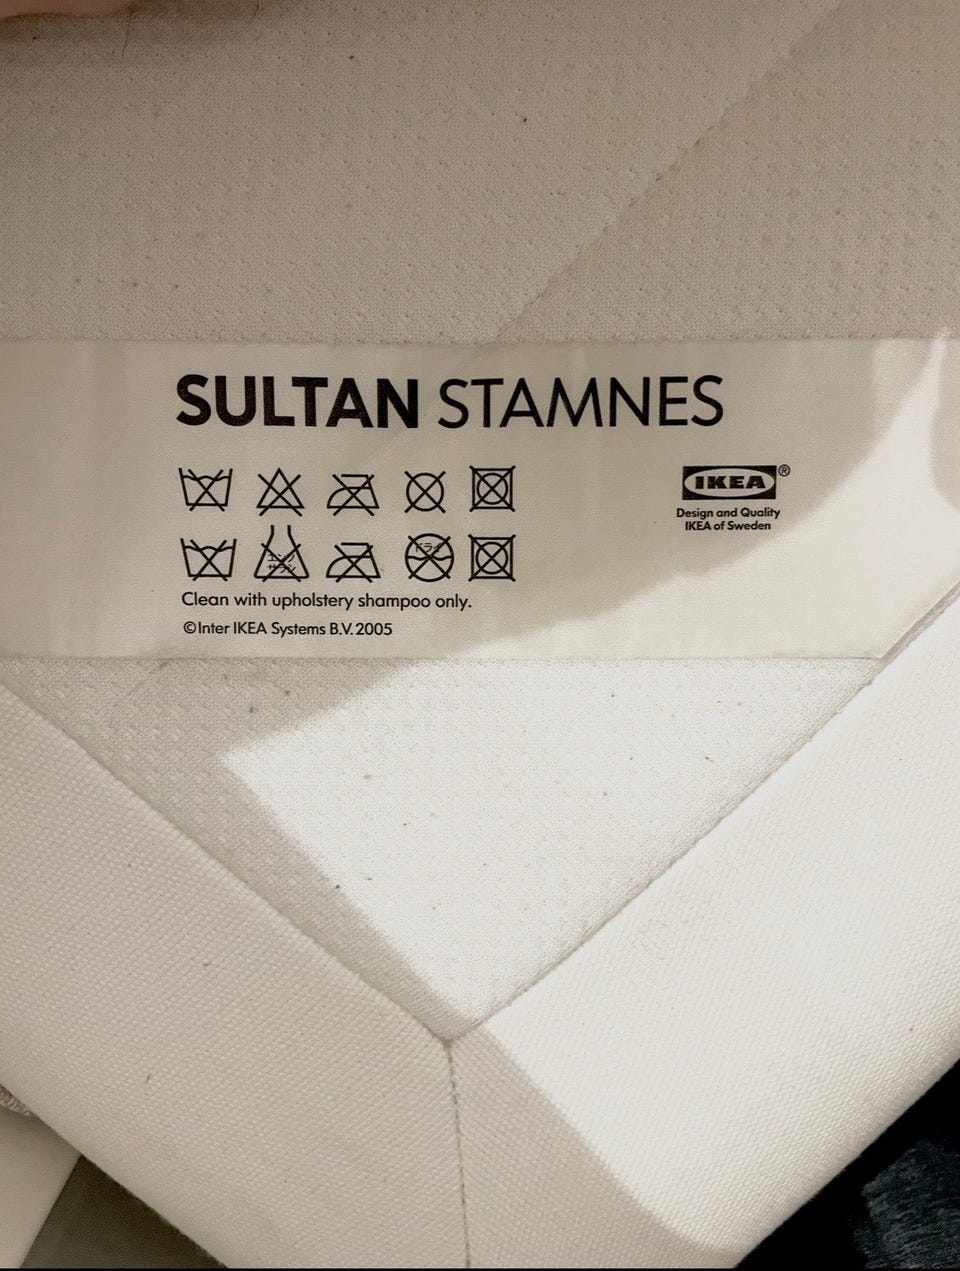 SULTAN STAMNES
IKEA®
Design and Quality
IKEA of Sweden
Clean with upholstery shampoo only.
©Inter IKEA Systems B.V. 2005